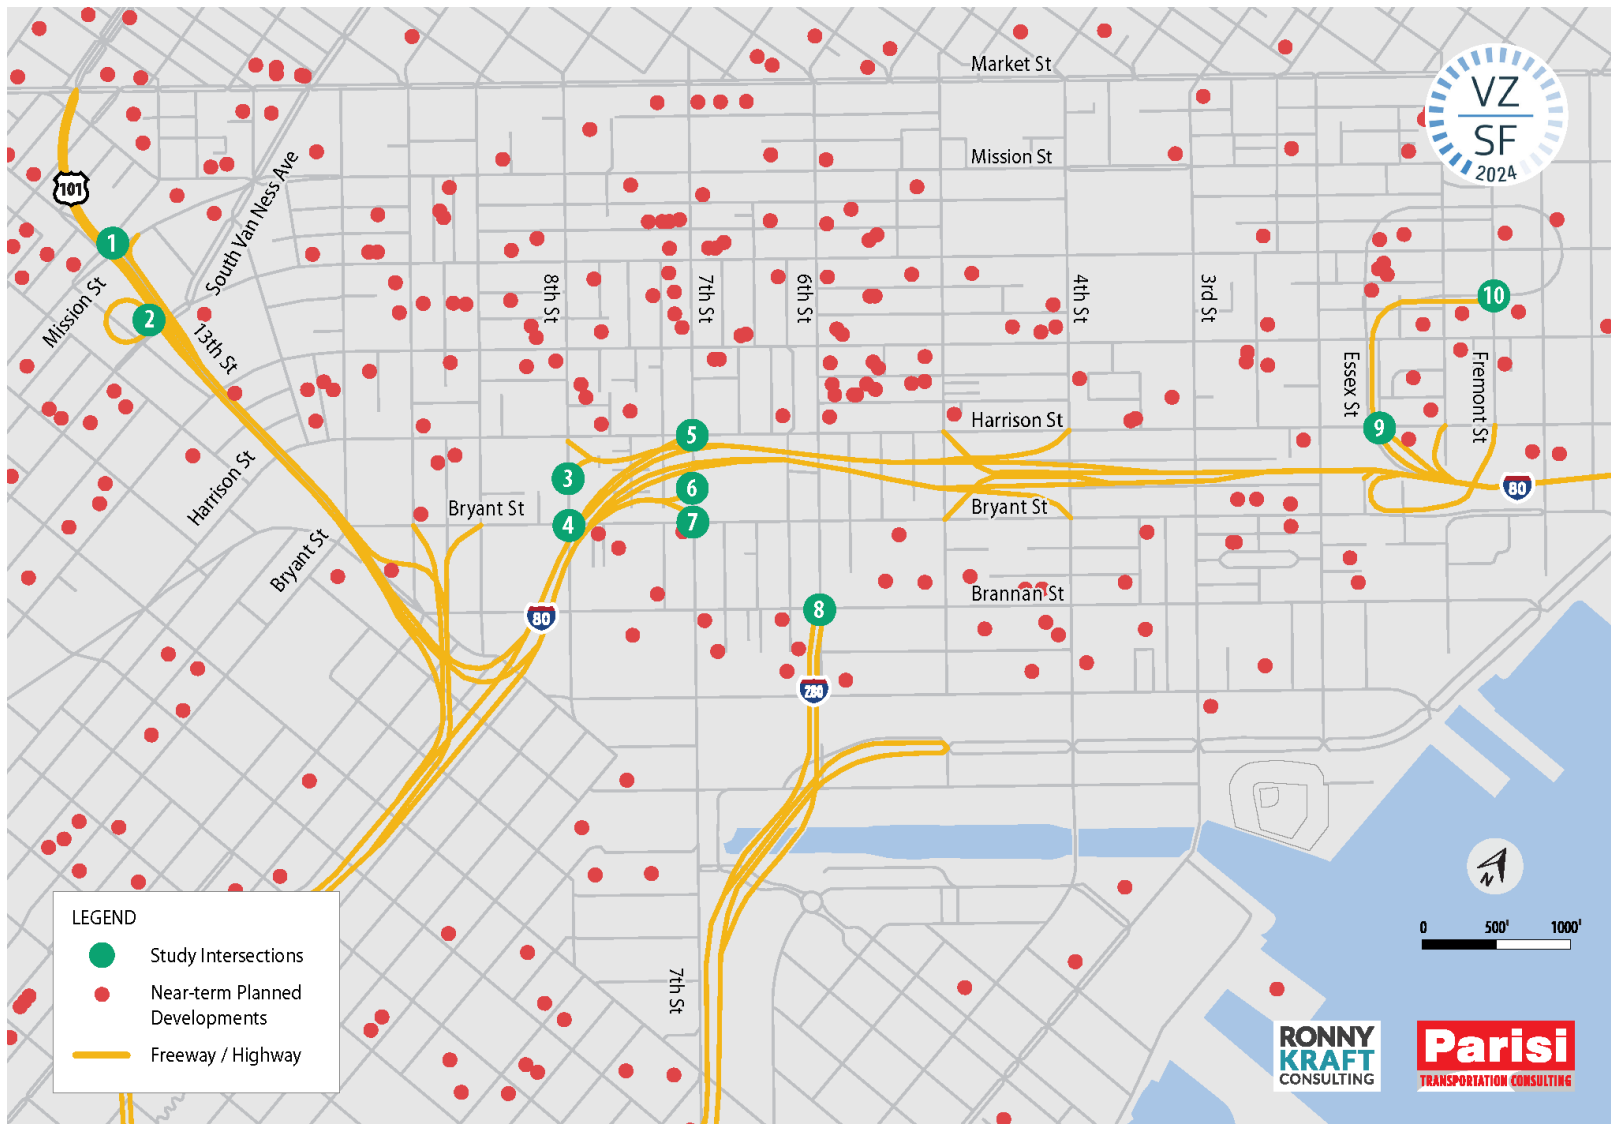 Market St
VZ
SF
2024
Mission St
101
South Van Ness Ave
1
Mission St
2
13th St
8th St
7th St
6th St
4th St
3rd St
10
Essex St
Fremont St
Harrison St
9
5
3
6
80
Harrison St
Bryant St
Bryant St
4
7
Bryant St
80
Brannan St
8
280
N
0 500' 1000'
7th St
LEGEND
Study Intersections
Near-term Planned
Developments
Freeway / Highway
RONNY
KRAFT
CONSULTING
Parisi
TRANSPORTATION CONSULTING